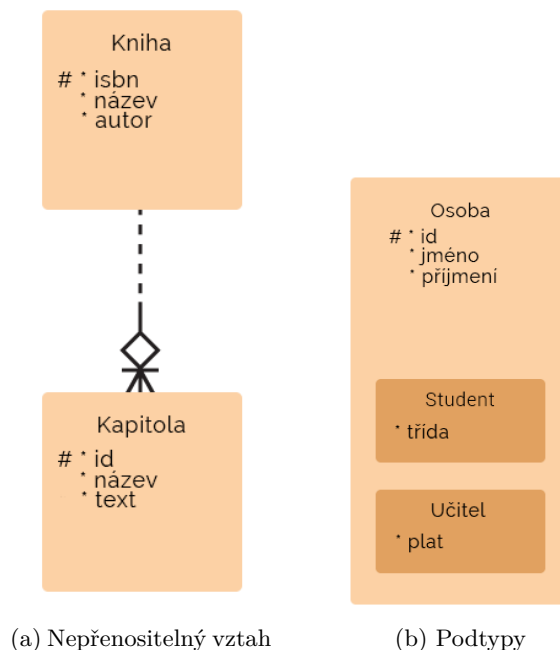 Kniha
# * isbn
* název
* autor
Kapitola
# * id
* název
* text
(a) Nepřenositelný vztah
Osoba
# * id
* jméno
* příjmení
Student
* třída
Učitel
* plat
(b) Podtypy